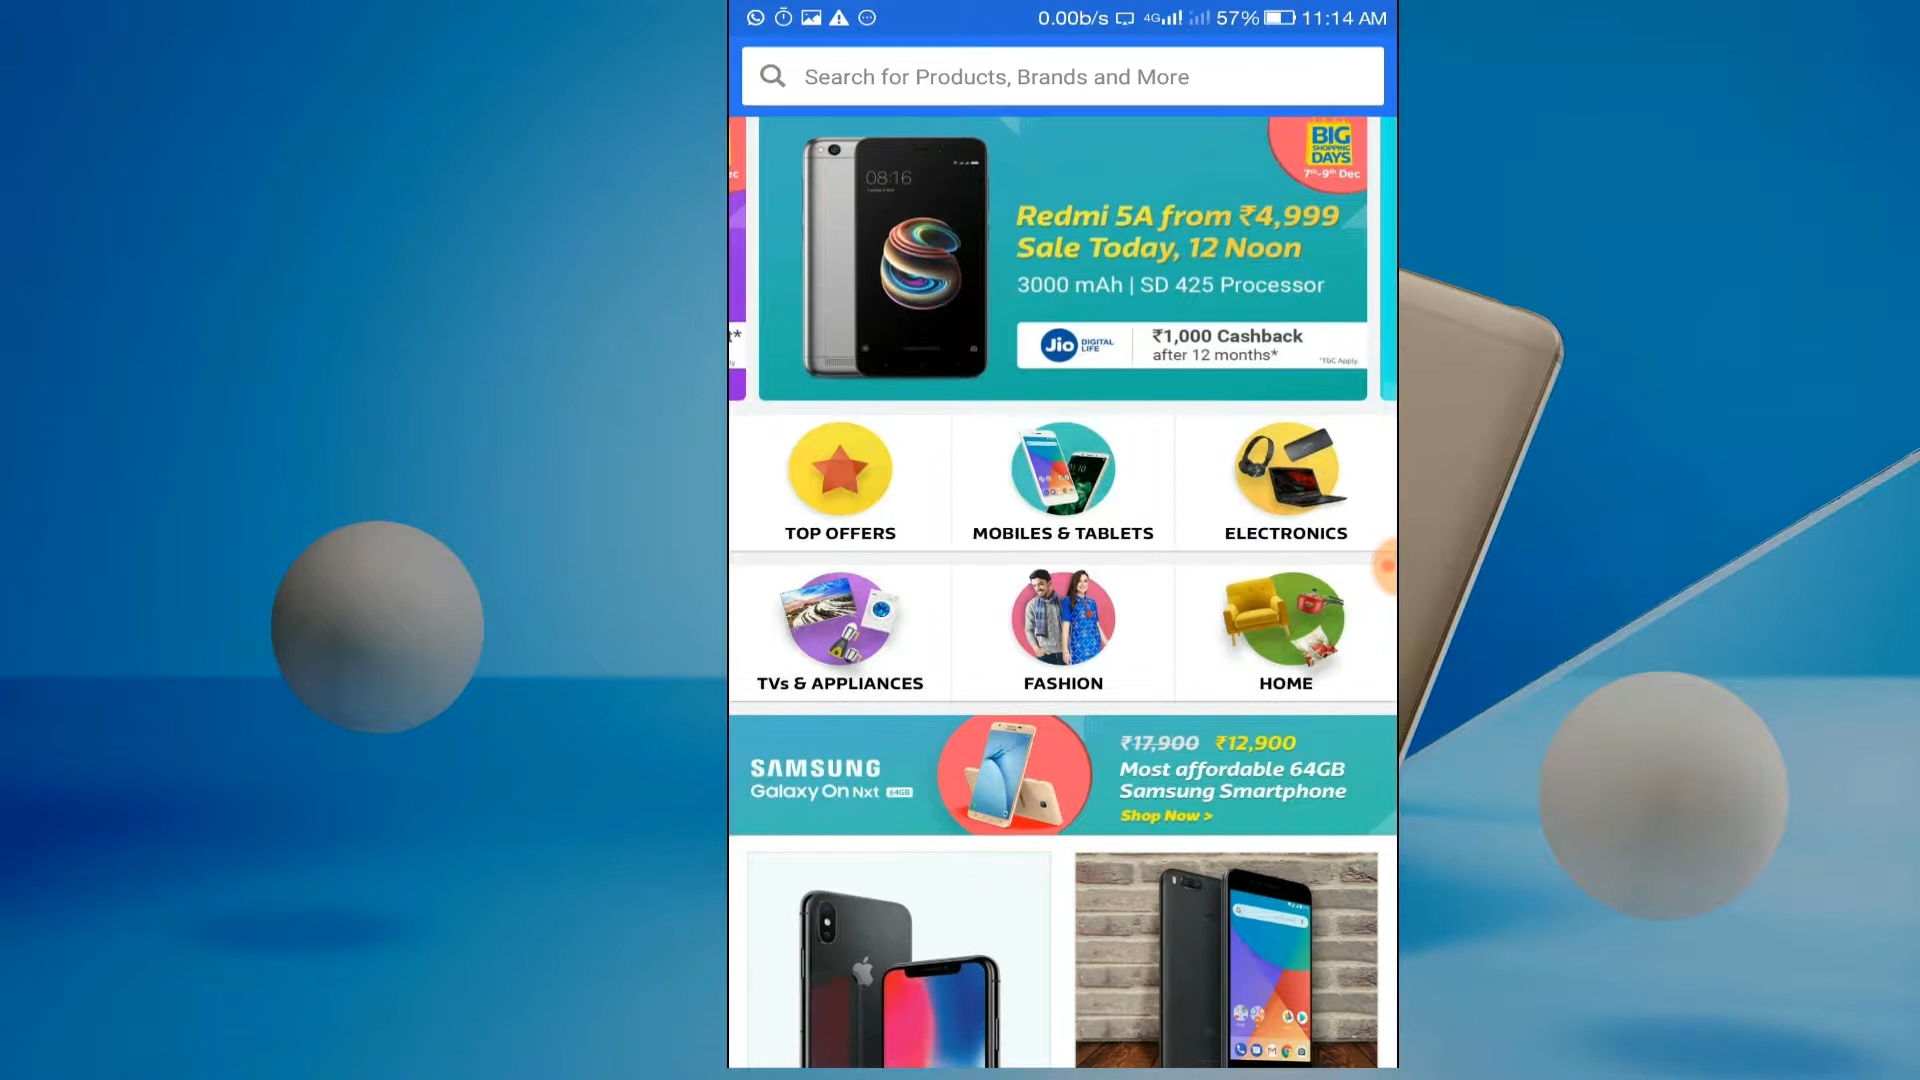 0.00b/s 4G 57% 11:14 AM
Search for Products, Brands and More
BIG
SHOPPING
DAYS
7th-9th Dec
08:16
Redmi 5A from ₹4,999
Sale Today, 12 Noon
3000 mAh | SD 425 Processor
Jio DIGITAL
LIFE
₹1,000 Cashback
after 12 months*
*T&C Apply.
TOP OFFERS
MOBILES & TABLETS
ELECTRONICS
TVs & APPLIANCES
FASHION
HOME
SAMSUNG
Galaxy On Nxt 64GB
₹17,900 ₹12,900
Most affordable 64GB
Samsung Smartphone
Shop Now >